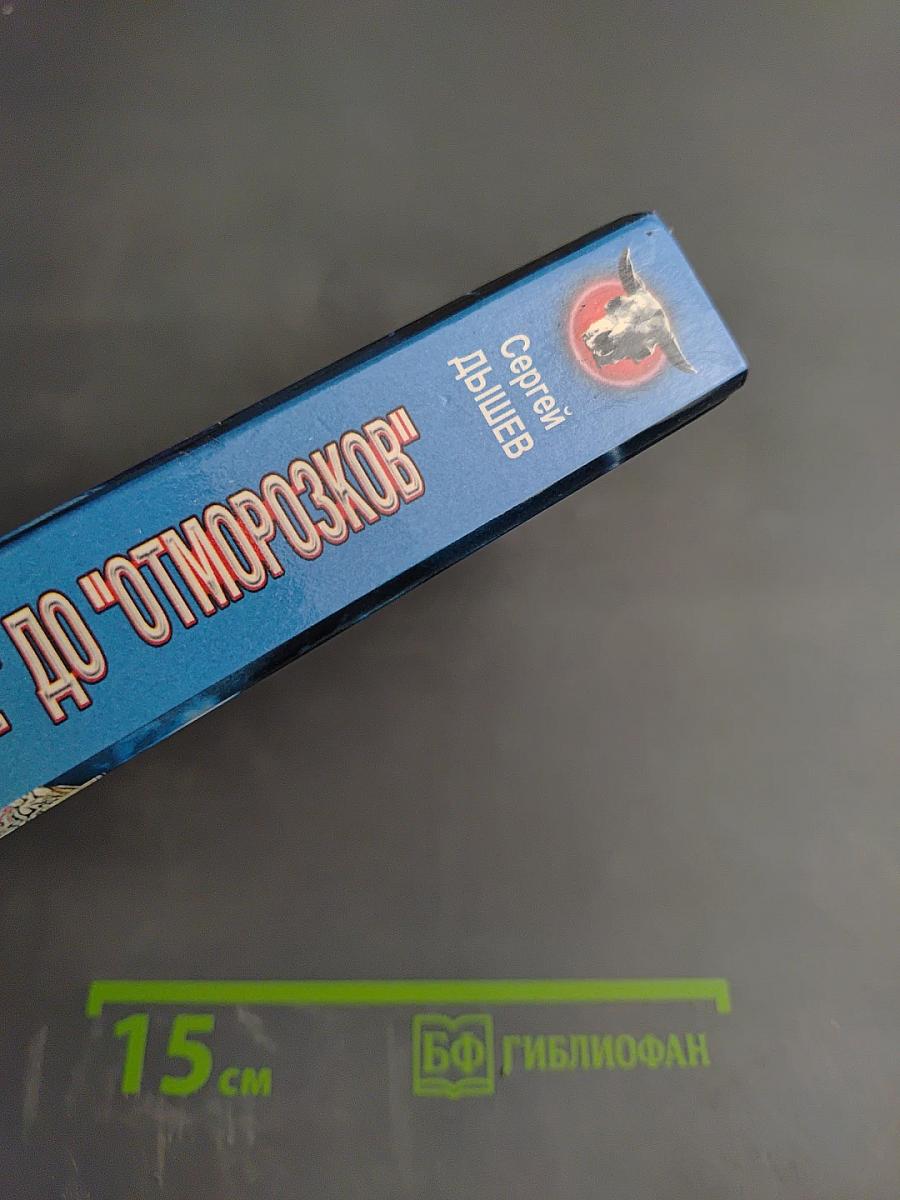 Сергей
ДЫШЕВ
ДО "ОТМОРОЗКОВ"
15 см
БФ ГИБЛИОФАН